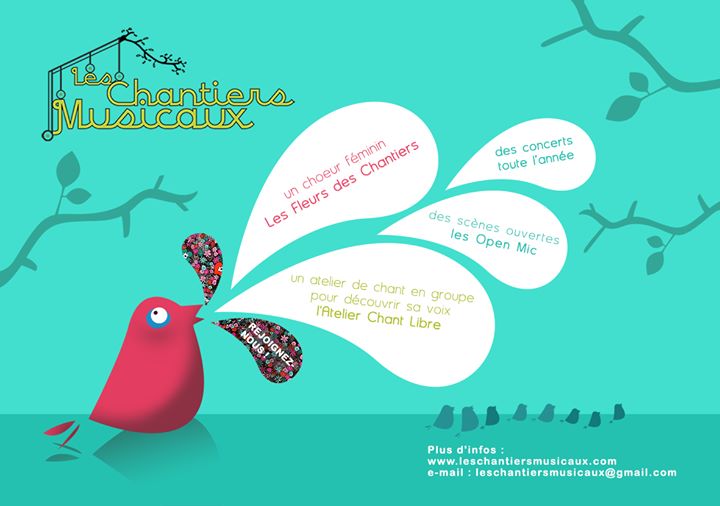 Les
Chantiers
Musicaux
un choeur féminin
Les Fleurs des Chantiers
des concerts
toute l'année
des scènes ouvertes
les Open Mic
un atelier de chant en groupe
pour découvrir sa voix
l'Atelier Chant Libre
REJOIGNEZ-
NOUS !
Plus d'infos :
www.leschantiersmusicaux.com
e-mail : leschantiersmusicaux@gmail.com